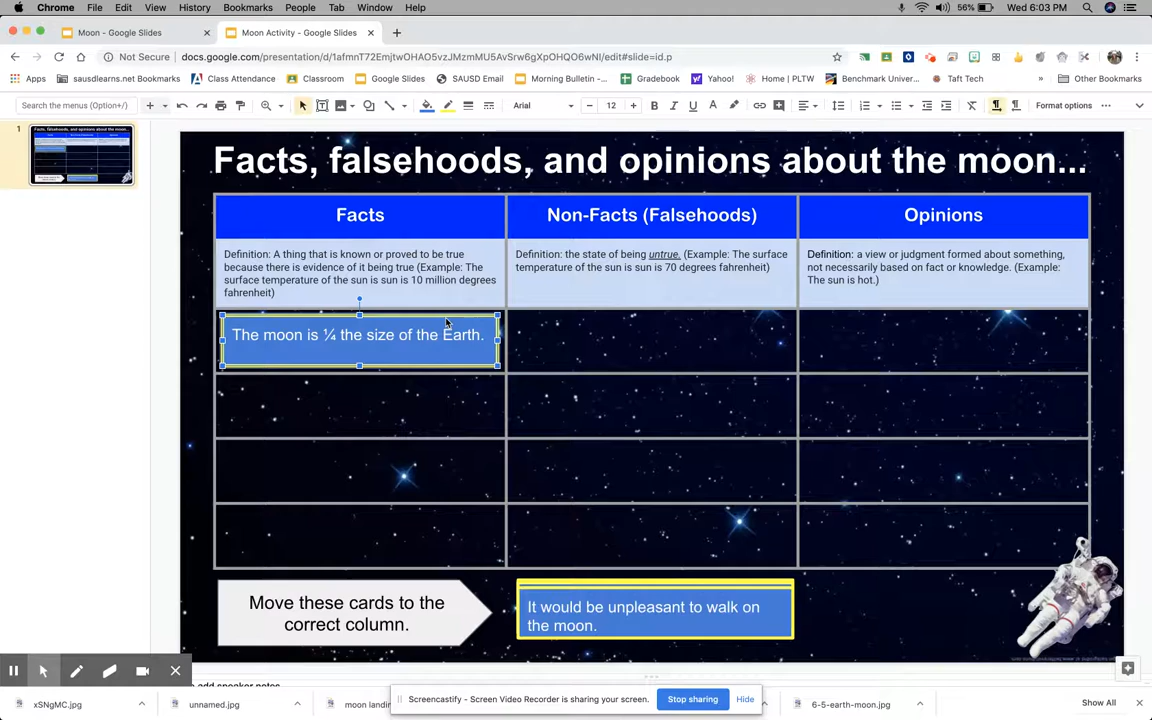 Chrome File Edit View History Bookmarks People Tab Window Help 56% Wed 6:03 PM
Moon - Google Slides Moon Activity - Google Slides
Not Secure docs.google.com/presentation/d/1afmnT72EmjtwOHAO5vzJMzmMU5AvSrw6gXpOHQO6wNI/edit#slide=id.p
Apps sausdlearns.net Bookmarks Class Attendance Classroom Google Slides SAUSD Email Morning Bulletin -... Gradebook Yahoo! Home | PLTW Benchmark Univer... Taft Tech » Other Bookmarks
Search the menus (Option+/) Arial 12 B I U A Format options
1
Facts, falsehoods, and opinions about the moon...
Facts Non-Facts (Falsehoods) Opinions
Definition: A thing that is known or proved to be true
because there is evidence of it being true (Example: The
surface temperature of the sun is sun is 10 million degrees
fahrenheit)
Definition: the state of being untrue. (Example: The surface
temperature of the sun is sun is 70 degrees fahrenheit)
Definition: a view or judgment formed about something,
not necessarily based on fact or knowledge. (Example:
The sun is hot.)
The moon is ¼ the size of the Earth.
Move these cards to the
correct column.
It would be unpleasant to walk on
the moon.
add speaker notes
Screencastify - Screen Video Recorder is sharing your screen. Stop sharing Hide
xSNgMC.jpg unnamed.jpg moon landin 6-5-earth-moon.jpg Show All